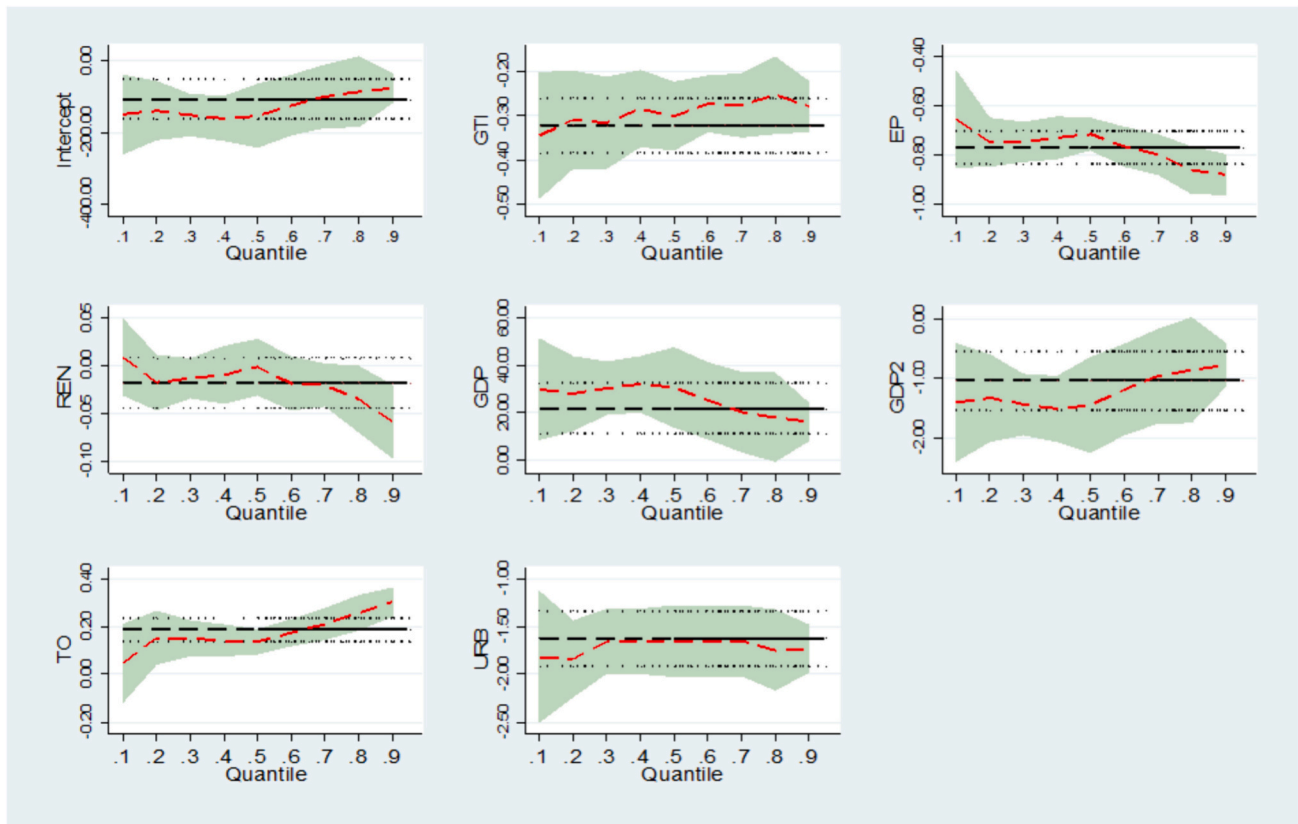 Intercept
0.00
-200.00
-400.00
.1 .2 .3 .4 .5 .6 .7 .8 .9
Quantile
GTI
-0.20
-0.30
-0.40
-0.50
.1 .2 .3 .4 .5 .6 .7 .8 .9
Quantile
EP
-0.40
-0.60
-0.80
-1.00
.1 .2 .3 .4 .5 .6 .7 .8 .9
Quantile
REN
0.05
0.00
-0.05
-0.10
.1 .2 .3 .4 .5 .6 .7 .8 .9
Quantile
GDP
60.00
40.00
20.00
0.00
.1 .2 .3 .4 .5 .6 .7 .8 .9
Quantile
GDP2
0.00
-1.00
-2.00
.1 .2 .3 .4 .5 .6 .7 .8 .9
Quantile
TO
0.40
0.20
0.00
-0.20
.1 .2 .3 .4 .5 .6 .7 .8 .9
Quantile
URB
-1.00
-1.50
-2.00
-2.50
.1 .2 .3 .4 .5 .6 .7 .8 .9
Quantile